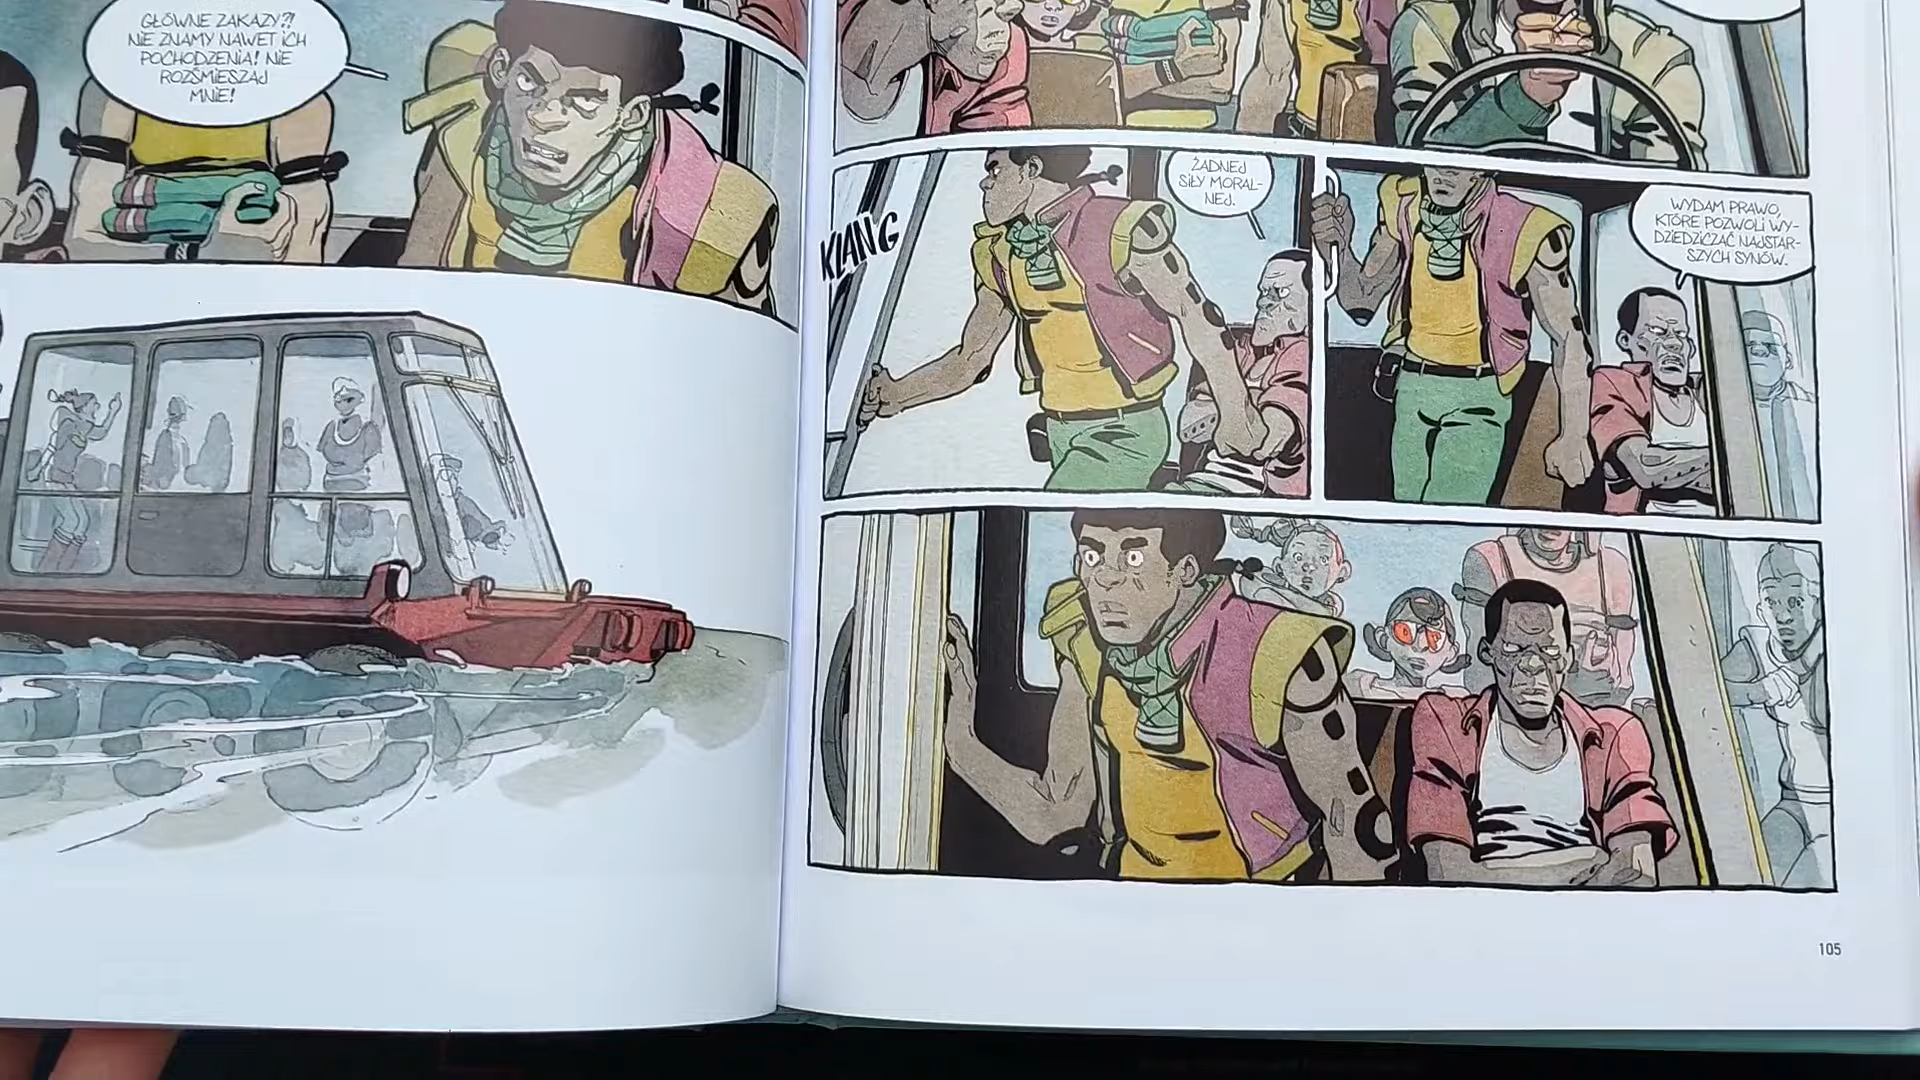 GŁÓWNE ZAKAZY?!
NIE ZNAMY NAWET ICH
POCHODZENIA! NIE
ROZŚMIESZAJ
MNIE!
KLANG
ŻADNEJ
SIŁY MORAL-
NEJ.
WYDAM PRAWO,
KTÓRE POZWOLI WY-
DZIEDZICZAĆ NAJSTAR-
SZYCH SYNÓW.
105